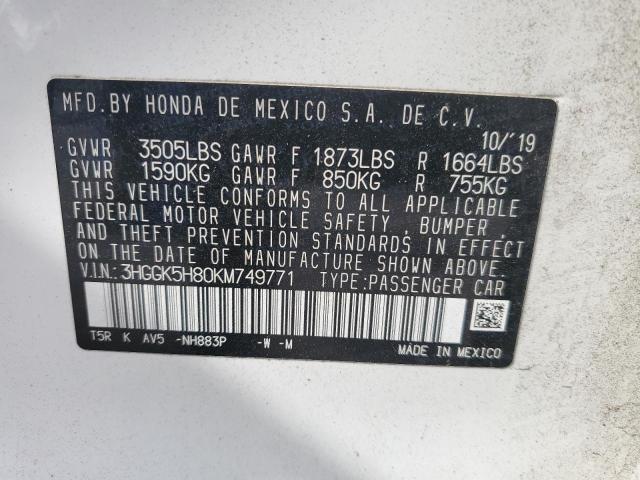 MFD.BY HONDA DE MEXICO S.A. DE C.V.
10/'19
GVWR 3505LBS GAWR F 1873LBS R 1664LBS
GVWR 1590KG GAWR F 850KG R 755KG
THIS VEHICLE CONFORMS TO ALL APPLICABLE
FEDERAL MOTOR VEHICLE SAFETY, BUMPER,
AND THEFT PREVENTION STANDARDS IN EFFECT
ON THE DATE OF MANUFACTURE SHOWN ABOVE.
V.I.N.: 3HGGK5H80KM749771 TYPE:PASSENGER CAR
T5R K AV5 -NH883P -W -M
MADE IN MEXICO